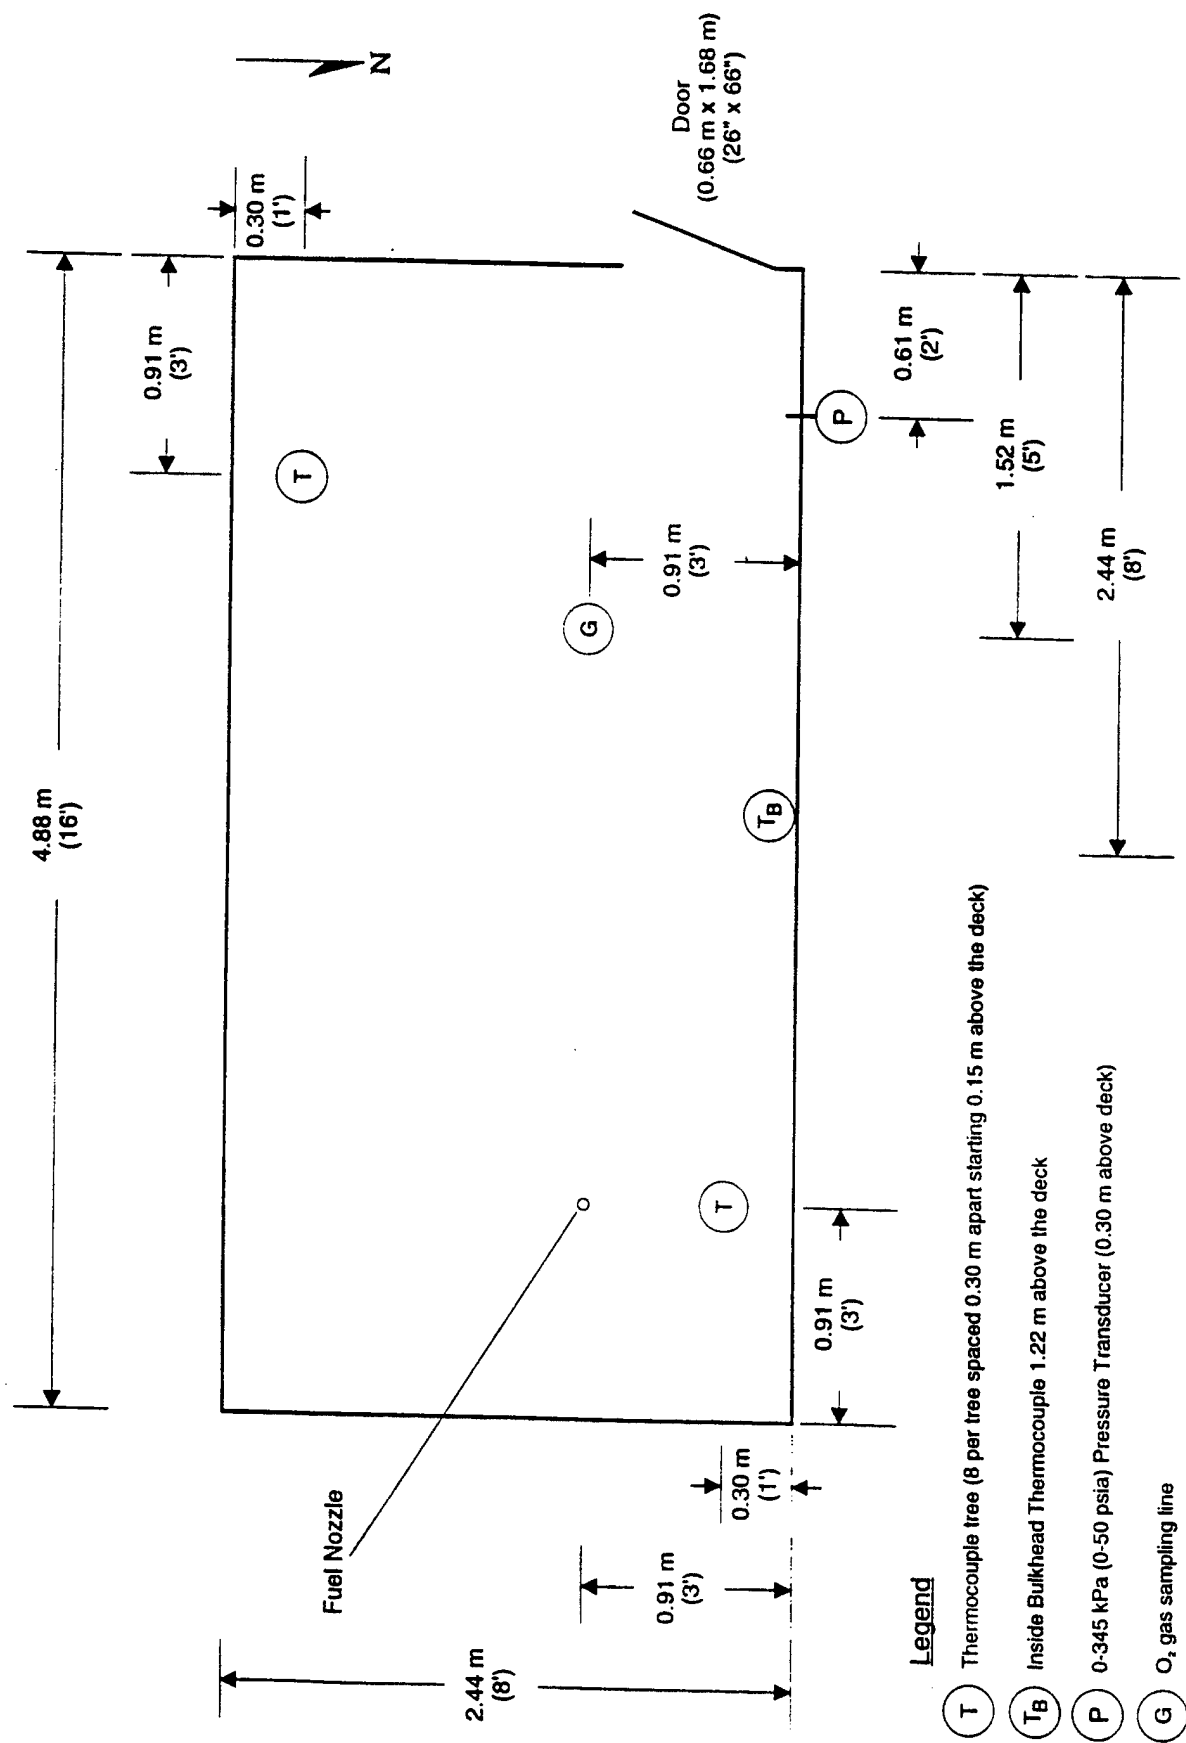 4.88 m
(16')
0.91 m
(3')
0.30 m
(1')
N
Door
(0.66 m x 1.68 m)
(26" x 66")
T
G
0.91 m
(3')
TB
P
0.61 m
(2')
1.52 m
(5')
2.44 m
(8')
Fuel Nozzle
T
0.91 m
(3')
0.30 m
(1')
0.91 m
(3')
2.44 m
(8')
Legend
T Thermocouple tree (8 per tree spaced 0.30 m apart starting 0.15 m above the deck)
TB Inside Bulkhead Thermocouple 1.22 m above the deck
P 0-345 kPa (0-50 psia) Pressure Transducer (0.30 m above deck)
G O₂ gas sampling line